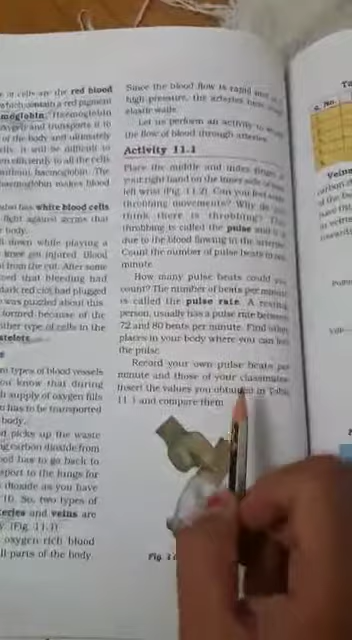 e or cells are the red blood
which contain a red pigment
moglobin. Haemoglobin
oxygen and transports it to
of the body and ultimately
ells. It will be difficult to
en efficiently to all the cells
without haemoglobin. The
haemoglobin makes blood
also has white blood cells
fight against germs that
r body.
ll down while playing a
knee got injured. Blood
t from the cut. After some
ced that bleeding had
dark red clot had plugged
was puzzled about this.
formed because of the
other type of cells in the
atelets.
s
nt types of blood vessels
You know that during
h supply of oxygen fills
n has to be transported
body.
d picks up the waste
ng carbon dioxide from
ood has to go back to
sport to the lungs for
dioxide as you have
10. So, two types of
teries and veins are
y. (Fig. 11.1)
oxygen-rich blood
ll parts of the body.
Since the blood flow is rapid and at
high pressure, the arteries have
elastic walls.
Let us perform an activity to
the flow of blood through arteries.
Activity 11.1
Place the middle and index finger
your right hand on the inner side of
left wrist (Fig. 11.2). Can you feel
throbbing movements? Why do
think there is throbbing? This
throbbing is called the pulse and it is
due to the blood flowing in the arteries.
Count the number of pulse beats in one
minute.
How many pulse beats could you
count? The number of beats per minute
is called the pulse rate. A resting
person, usually has a pulse rate between
72 and 80 beats per minute. Find other
places in your body where you can feel
the pulse.
Record your own pulse beats per
minute and those of your classmates.
Insert the values you obtained in Table
11.1 and compare them.
Fig.
Ta
No.
Veins
carbon